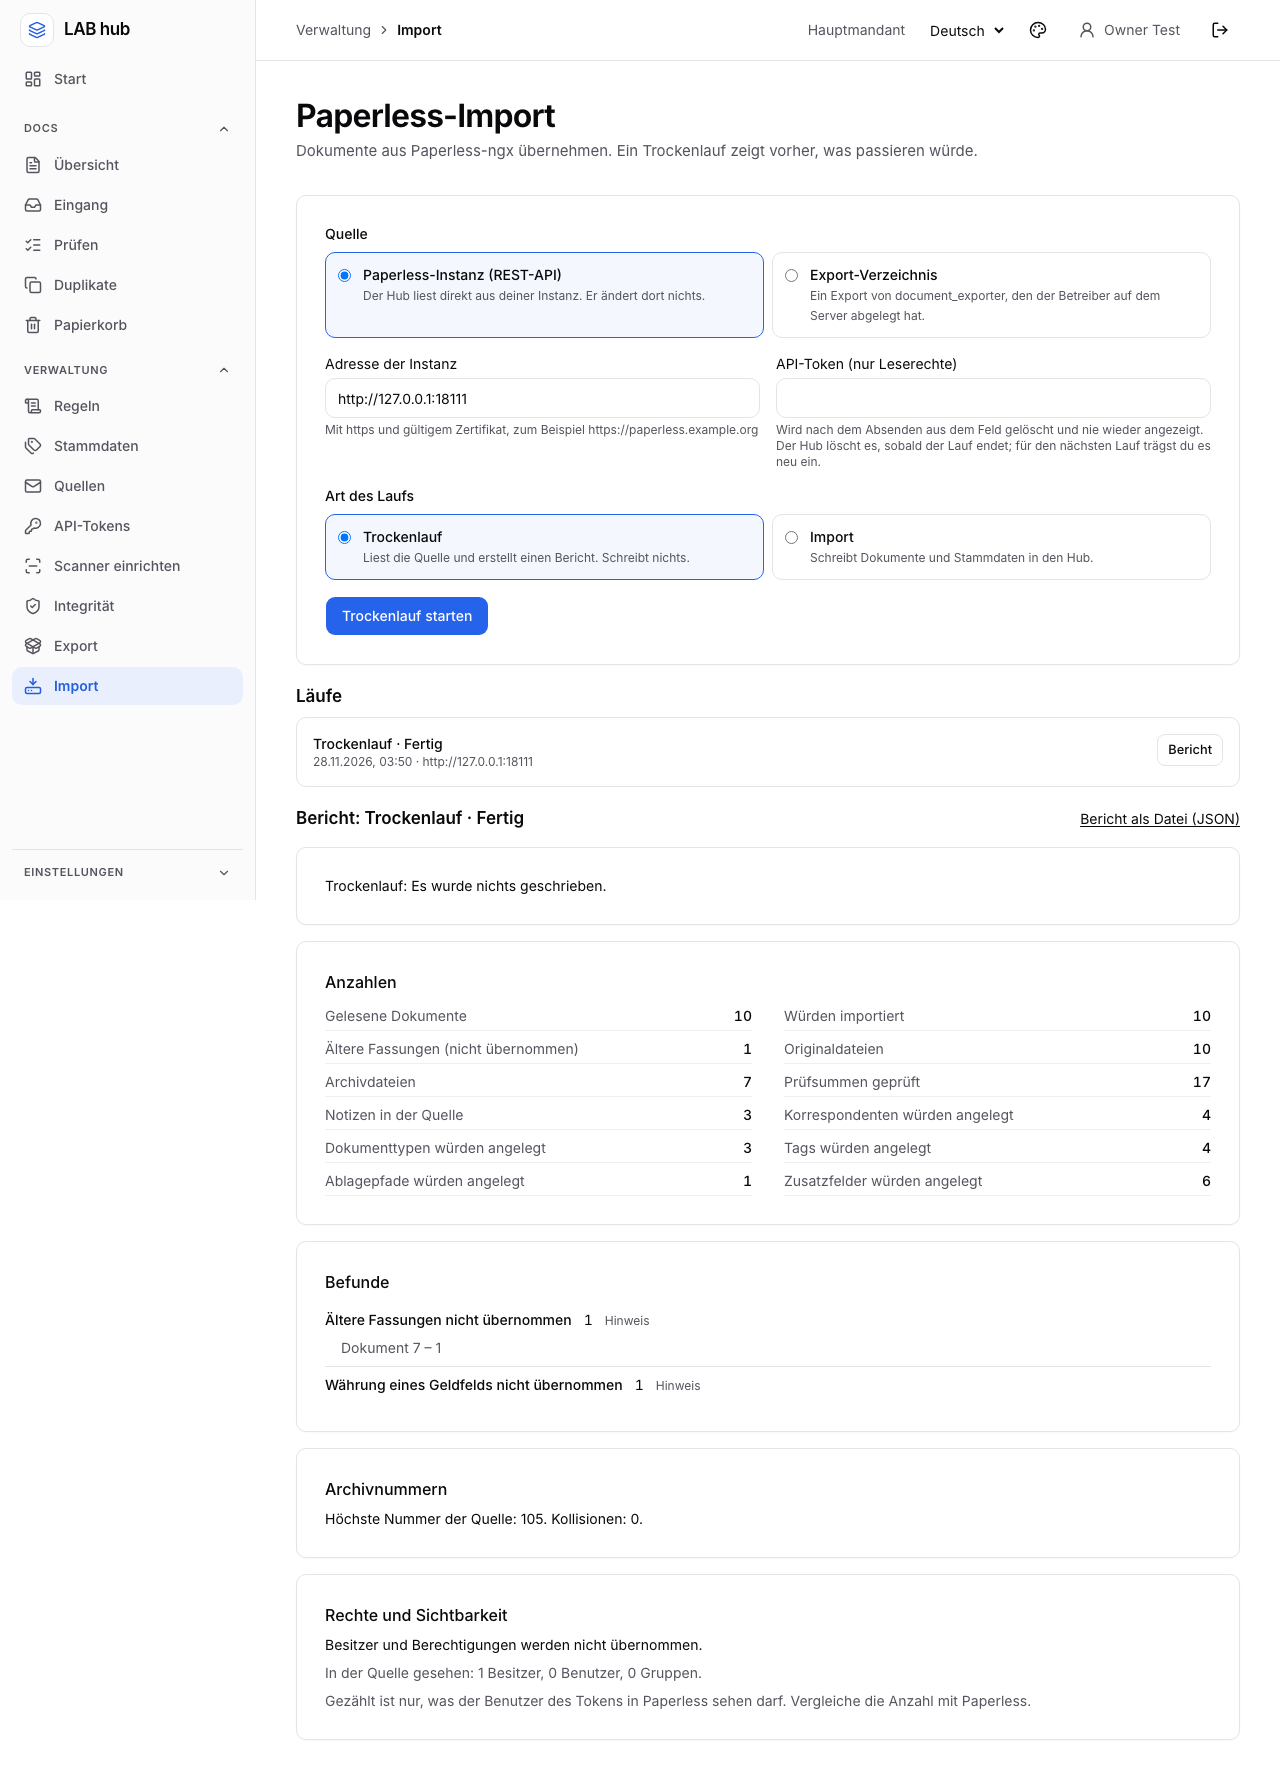 LAB hub
Start
DOCS
Übersicht
Eingang
Prüfen
Duplikate
Papierkorb
VERWALTUNG
Regeln
Stammdaten
Quellen
API-Tokens
Scanner einrichten
Integrität
Export
Import
EINSTELLUNGEN
Verwaltung > Import
Hauptmandant
Deutsch
Owner Test
Paperless-Import
Dokumente aus Paperless-ngx übernehmen. Ein Trockenlauf zeigt vorher, was passieren würde.
Quelle
Paperless-Instanz (REST-API)
Der Hub liest direkt aus deiner Instanz. Er ändert dort nichts.
Export-Verzeichnis
Ein Export von document_exporter, den der Betreiber auf dem
Server abgelegt hat.
Adresse der Instanz
http://127.0.0.1:18111
Mit https und gültigem Zertifikat, zum Beispiel https://paperless.example.org
API-Token (nur Leserechte)
Wird nach dem Absenden aus dem Feld gelöscht und nie wieder angezeigt.
Der Hub löscht es, sobald der Lauf endet; für den nächsten Lauf trägst du es
neu ein.
Art des Laufs
Trockenlauf
Liest die Quelle und erstellt einen Bericht. Schreibt nichts.
Import
Schreibt Dokumente und Stammdaten in den Hub.
Trockenlauf starten
Läufe
Trockenlauf · Fertig
28.11.2026, 03:50 · http://127.0.0.1:18111
Bericht
Bericht: Trockenlauf · Fertig
Bericht als Datei (JSON)
Trockenlauf: Es wurde nichts geschrieben.
Anzahlen
Gelesene Dokumente 10
Würden importiert 10
Ältere Fassungen (nicht übernommen) 1
Originaldateien 10
Archivdateien 7
Prüfsummen geprüft 17
Notizen in der Quelle 3
Korrespondenten würden angelegt 4
Dokumenttypen würden angelegt 3
Tags würden angelegt 4
Ablagepfade würden angelegt 1
Zusatzfelder würden angelegt 6
Befunde
Ältere Fassungen nicht übernommen 1 Hinweis
Dokument 7 – 1
Währung eines Geldfelds nicht übernommen 1 Hinweis
Archivnummern
Höchste Nummer der Quelle: 105. Kollisionen: 0.
Rechte und Sichtbarkeit
Besitzer und Berechtigungen werden nicht übernommen.
In der Quelle gesehen: 1 Besitzer, 0 Benutzer, 0 Gruppen.
Gezählt ist nur, was der Benutzer des Tokens in Paperless sehen darf. Vergleiche die Anzahl mit Paperless.